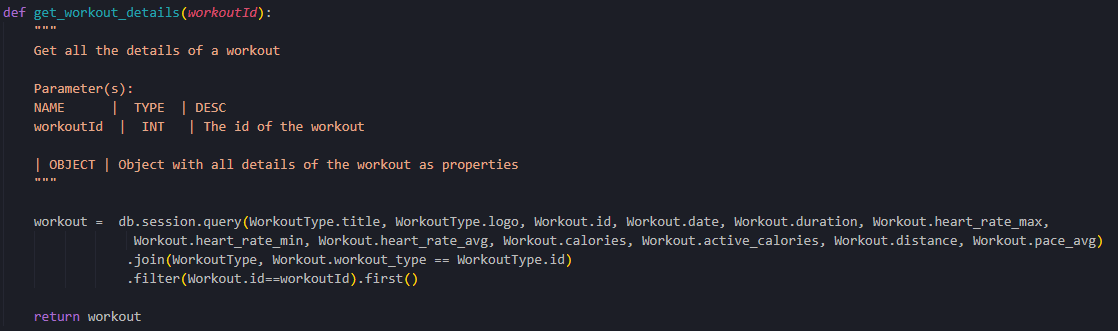 def get_workout_details(workoutId):
"""
Get all the details of a workout
Parameter(s):
NAME | TYPE | DESC
workoutId | INT | The id of the workout
| OBJECT | Object with all details of the workout as properties
"""
workout = db.session.query(WorkoutType.title, WorkoutType.logo, Workout.id, Workout.date, Workout.duration, Workout.heart_rate_max,
Workout.heart_rate_min, Workout.heart_rate_avg, Workout.calories, Workout.active_calories, Workout.distance, Workout.pace_avg)
.join(WorkoutType, Workout.workout_type == WorkoutType.id)
.filter(Workout.id==workoutId).first()
return workout